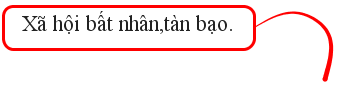 Xã hội bất nhân,tàn bạo.